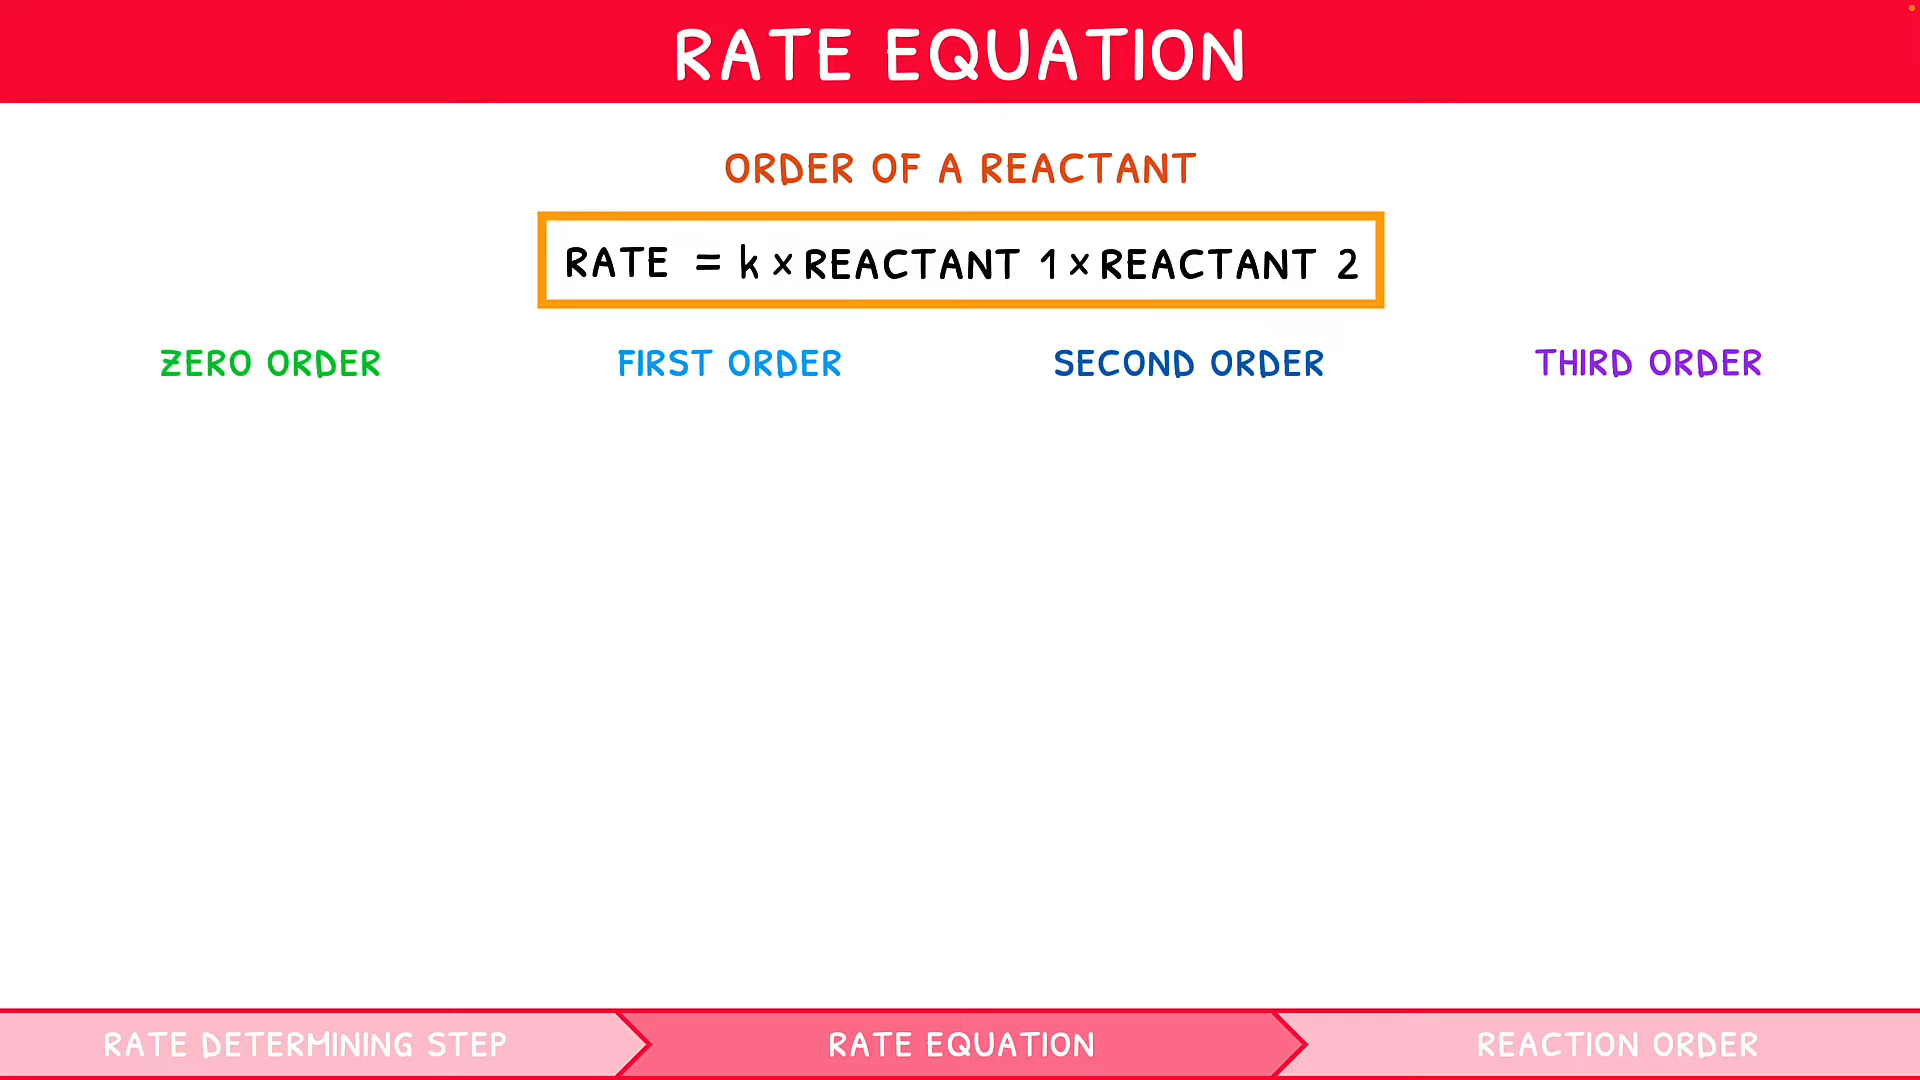 RATE EQUATION
ORDER OF A REACTANT
RATE = k × REACTANT 1 × REACTANT 2
ZERO ORDER
FIRST ORDER
SECOND ORDER
THIRD ORDER
RATE DETERMINING STEP
RATE EQUATION
REACTION ORDER